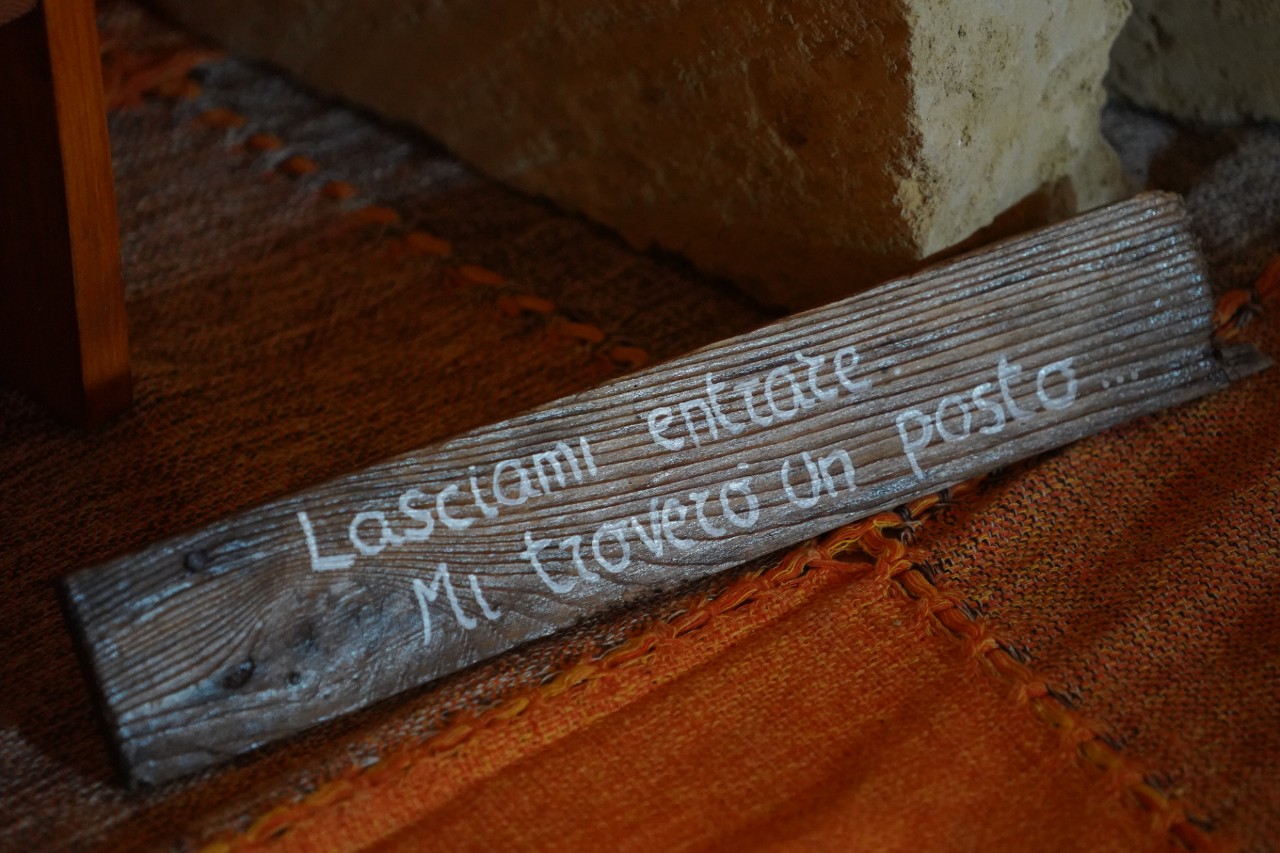 Lasciami entrare.
Mi troverò un posto...